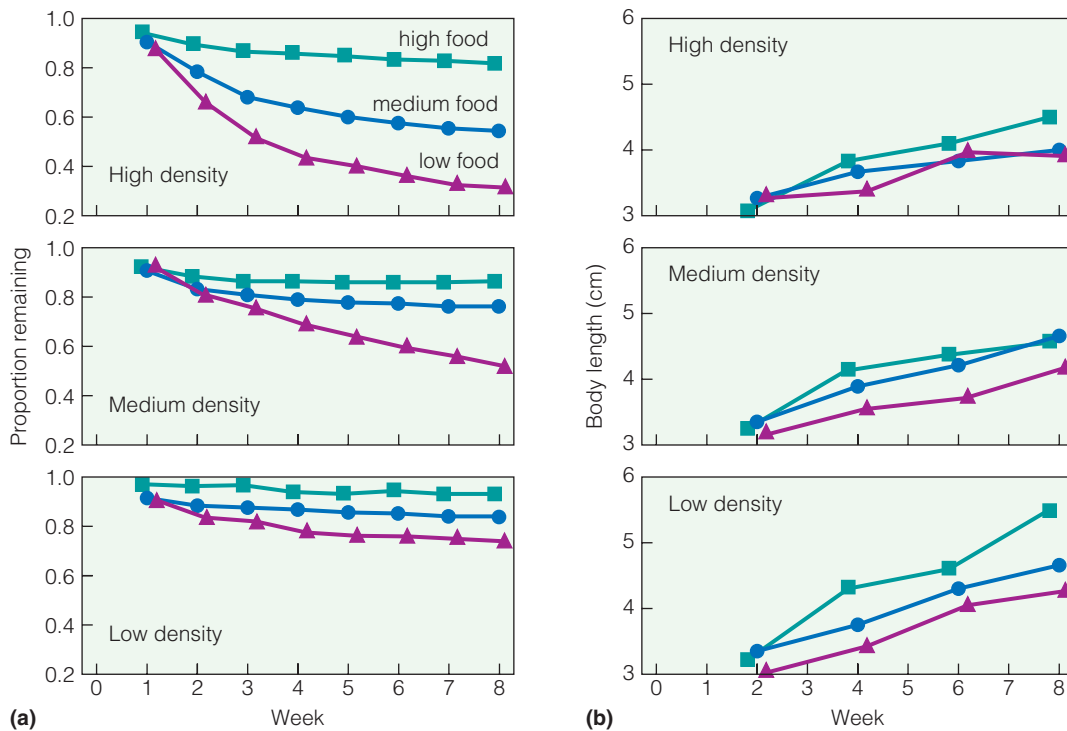 Proportion remaining
1.0
0.8
0.6
0.4
0.2
high food
medium food
low food
High density
1.0
0.8
0.6
0.4
0.2
Medium density
1.0
0.8
0.6
0.4
0.2
Low density
0 1 2 3 4 5 6 7 8
Week
(a)
Body length (cm)
6
5
4
3
High density
6
5
4
3
Medium density
6
5
4
3
Low density
0 1 2 3 4 5 6 7 8
Week
(b)